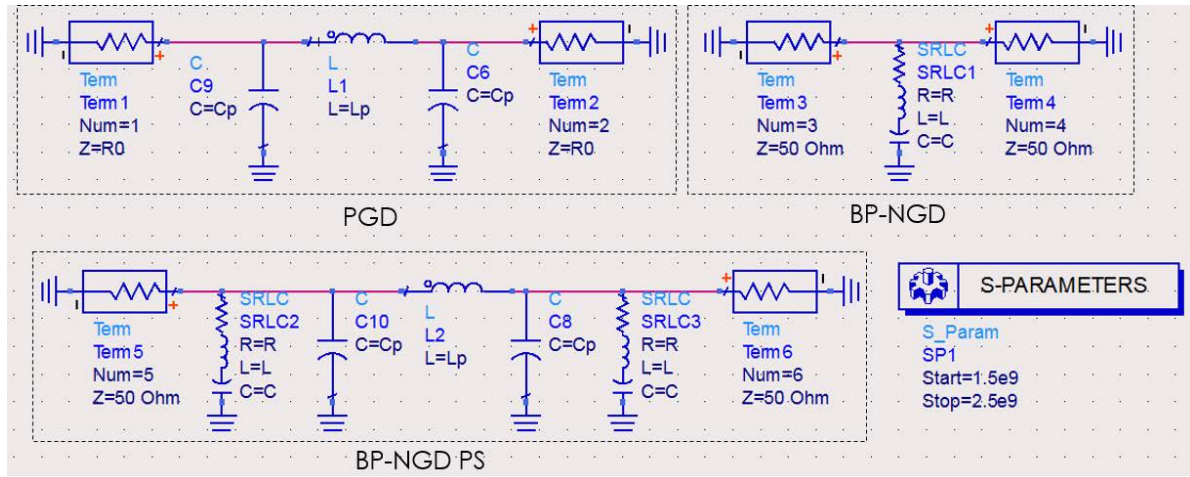 Term
Term1
Num=1
Z=R0
C
C9
C=Cp
L
L1
L=Lp
C
C6
C=Cp
Term
Term2
Num=2
Z=R0
PGD
Term
Term3
Num=3
Z=50 Ohm
SRLC
SRLC1
R=R
L=L
C=C
Term
Term4
Num=4
Z=50 Ohm
BP-NGD
Term
Term5
Num=5
Z=50 Ohm
SRLC
SRLC2
R=R
L=L
C=C
C
C10
C=Cp
L
L2
L=Lp
C
C8
C=Cp
SRLC
SRLC3
R=R
L=L
C=C
Term
Term6
Num=6
Z=50 Ohm
BP-NGD PS
S-PARAMETERS
S_Param
SP1
Start=1.5e9
Stop=2.5e9